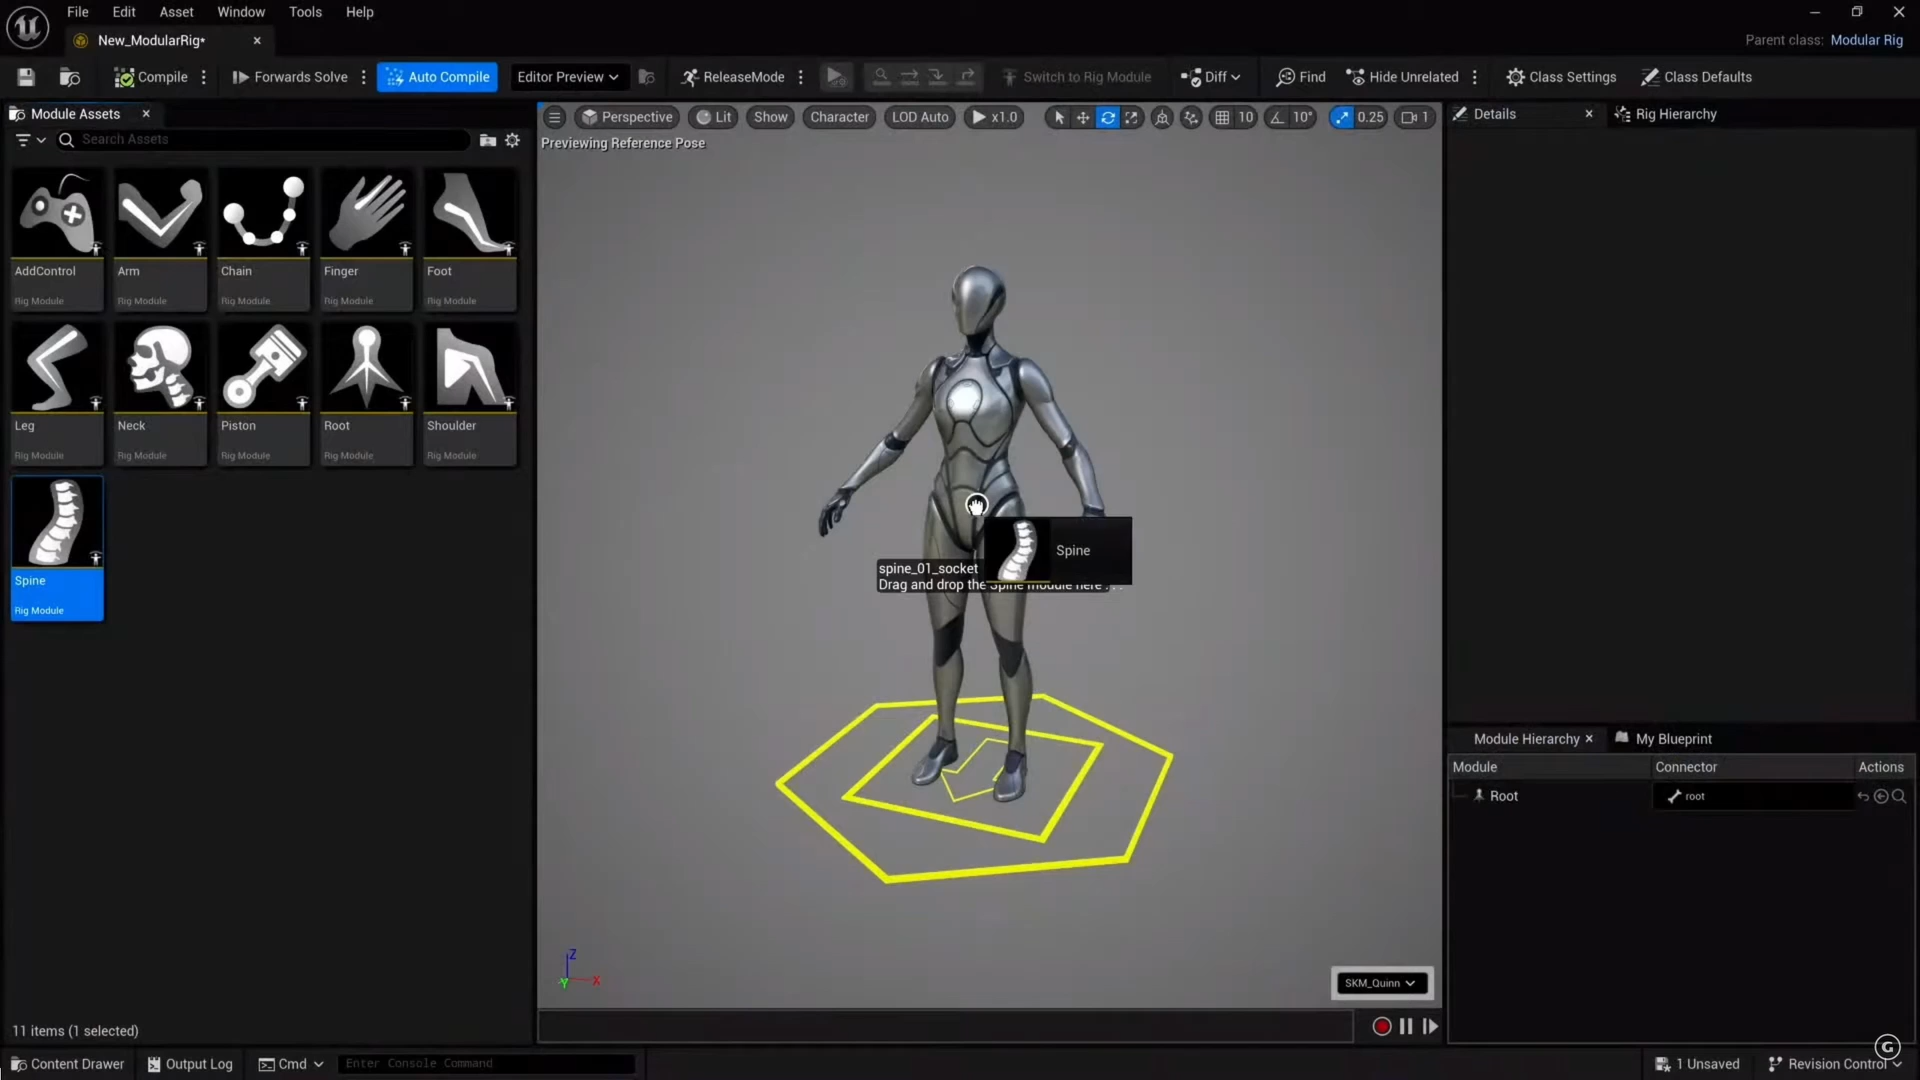 File Edit Asset Window Tools Help
New_ModularRig*
Parent class: Modular Rig
Compile Forwards Solve Auto Compile Editor Preview ReleaseMode Switch to Rig Module Diff Find Hide Unrelated Class Settings Class Defaults
Module Assets
Search Assets
Perspective Lit Show Character LOD Auto x1.0 10 10° 0.25 1
Previewing Reference Pose
Details
Rig Hierarchy
AddControl Arm Chain Finger Foot
Rig Module Rig Module Rig Module Rig Module Rig Module
Leg Neck Piston Root Shoulder
Rig Module Rig Module Rig Module Rig Module Rig Module
Spine
Rig Module
Spine
spine_01_socket
Drag and drop the Spine module here
Module Hierarchy
My Blueprint
Module Connector Actions
Root root
Z
Y X
SKM_Quinn
11 items (1 selected)
Content Drawer Output Log Cmd Enter Console Command
1 Unsaved Revision Control
G